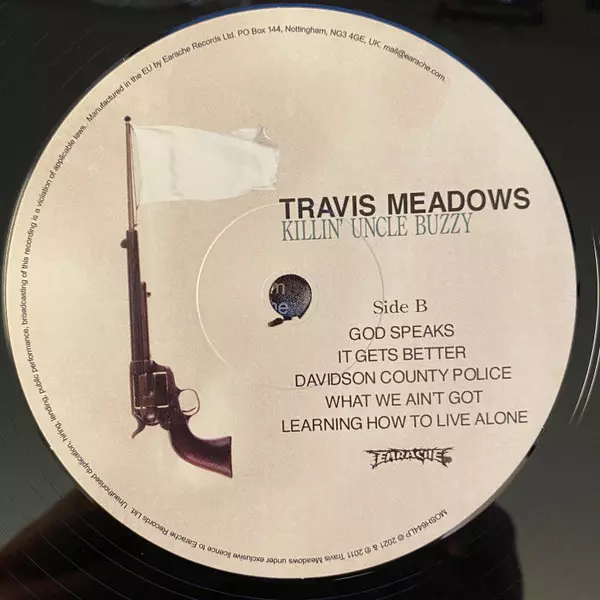 TRAVIS MEADOWS
KILLIN' UNCLE BUZZY
Side B
GOD SPEAKS
IT GETS BETTER
DAVIDSON COUNTY POLICE
WHAT WE AIN'T GOT
LEARNING HOW TO LIVE ALONE
EARACHE
MOSH644LP ℗ 2021 & © 2011 Travis Meadows under exclusive licence to Earache Records Ltd. Unauthorised duplication, hiring, lending, public performance, broadcasting of this recording is a violation of applicable laws. Manufactured in the EU by Earache Records Ltd. PO Box 144, Nottingham, NG3 4GE, UK. mail@earache.com.